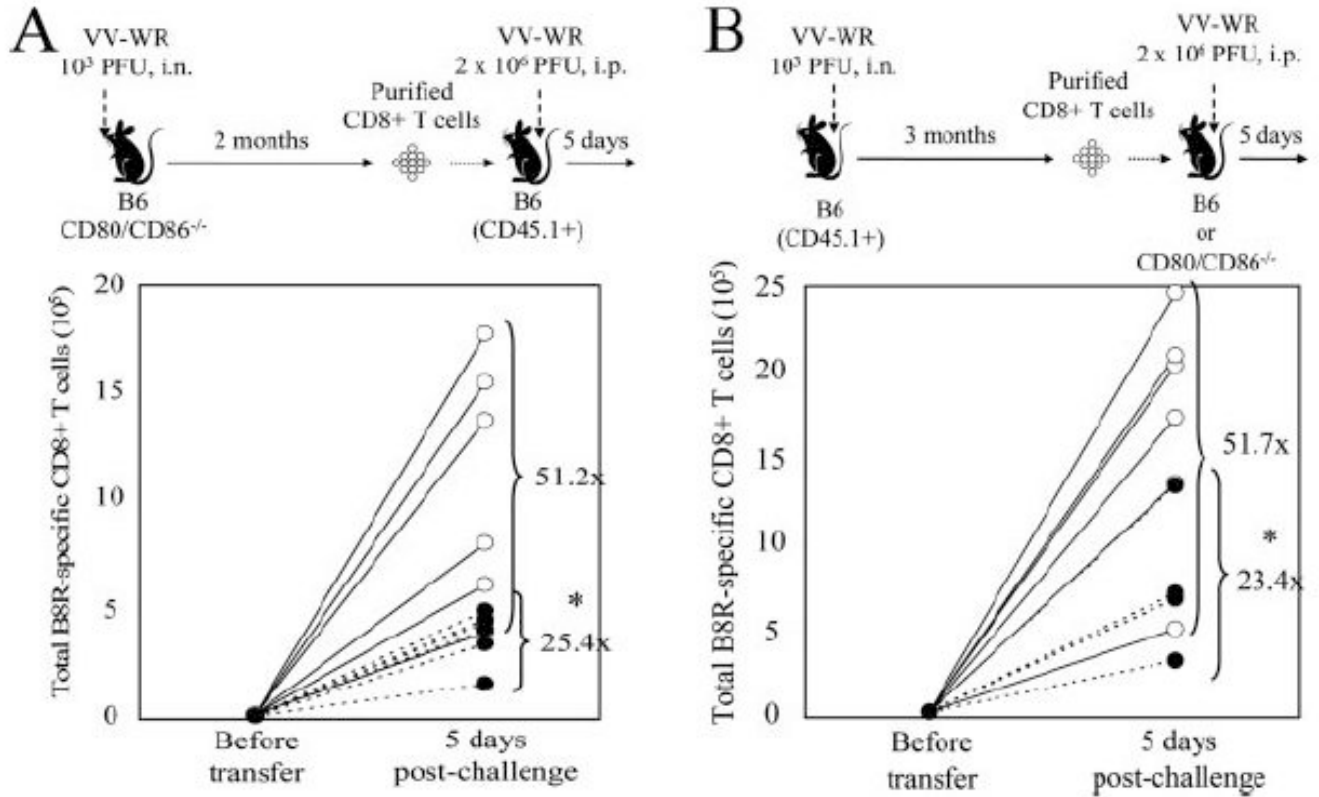 A
VV-WR
10³ PFU, i.n.
2 months
Purified
CD8+ T cells
VV-WR
2 x 10⁶ PFU, i.p.
5 days
B6
CD80/CD86⁻/⁻
B6
(CD45.1+)
Total B8R-specific CD8+ T cells (10⁵)
20
15
10
5
0
51.2x
*
25.4x
Before
transfer
5 days
post-challenge
B
VV-WR
10³ PFU, i.n.
3 months
Purified
CD8+ T cells
VV-WR
2 x 10⁶ PFU, i.p.
5 days
B6
(CD45.1+)
B6
or
CD80/CD86⁻/⁻
Total B8R-specific CD8+ T cells (10⁵)
25
20
15
10
5
0
51.7x
*
23.4x
Before
transfer
5 days
post-challenge